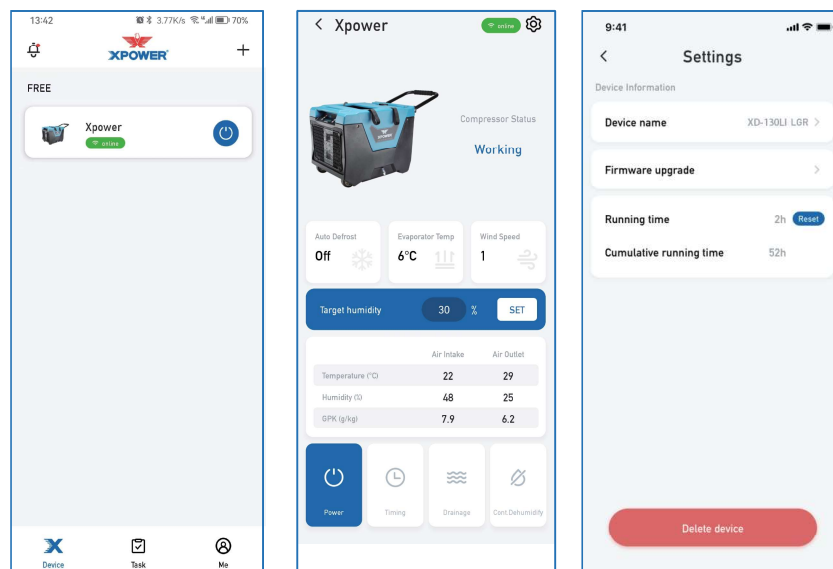 13:42
3.77K/s
70%
XPOWER
FREE
Xpower
online
Device
Task
Me
Xpower
online
XPOWER
Compressor Status
Working
Auto Defrost
Evaporator Temp
Wind Speed
Off
6°C
1
Target humidity
30
%
SET
Air Intake
Air Outlet
Temperature (°C)
22
29
Humidity (%)
48
25
GPK (g/kg)
7.9
6.2
Power
Timing
Drainage
Cont.Dehumidity
9:41
Settings
Device Information
Device name
XD-130LI LGR
Firmware upgrade
Running time
2h
Reset
Cumulative running time
52h
Delete device